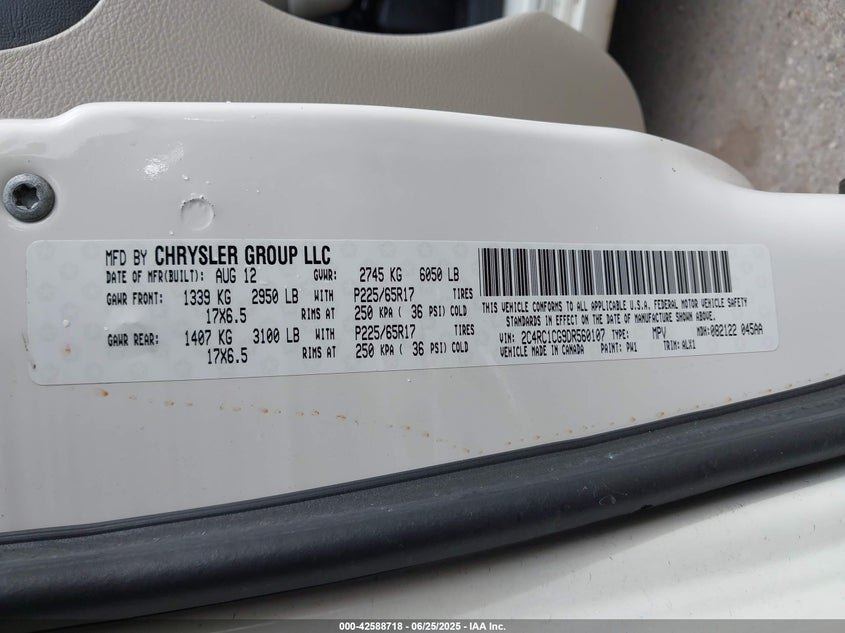 MFD BY CHRYSLER GROUP LLC
DATE OF MFR(BUILT): AUG 12 GVWR: 2745 KG 6050 LB
GAWR FRONT: 1339 KG 2950 LB WITH P225/65R17 TIRES
17X6.5 RIMS AT 250 KPA ( 36 PSI) COLD
GAWR REAR: 1407 KG 3100 LB WITH P225/65R17 TIRES
17X6.5 RIMS AT 250 KPA ( 36 PSI) COLD
THIS VEHICLE CONFORMS TO ALL APPLICABLE U.S.A. FEDERAL MOTOR VEHICLE SAFETY
STANDARDS IN EFFECT ON THE DATE OF MANUFACTURE SHOWN ABOVE.
VIN: 2C4RC1CG9DR560107 TYPE: MPV MDH:082122 045AA
VEHICLE MADE IN CANADA PAINT: PW1 TRIM: ALX1
000-42588718 | 06/25/2025 - IAA Inc.